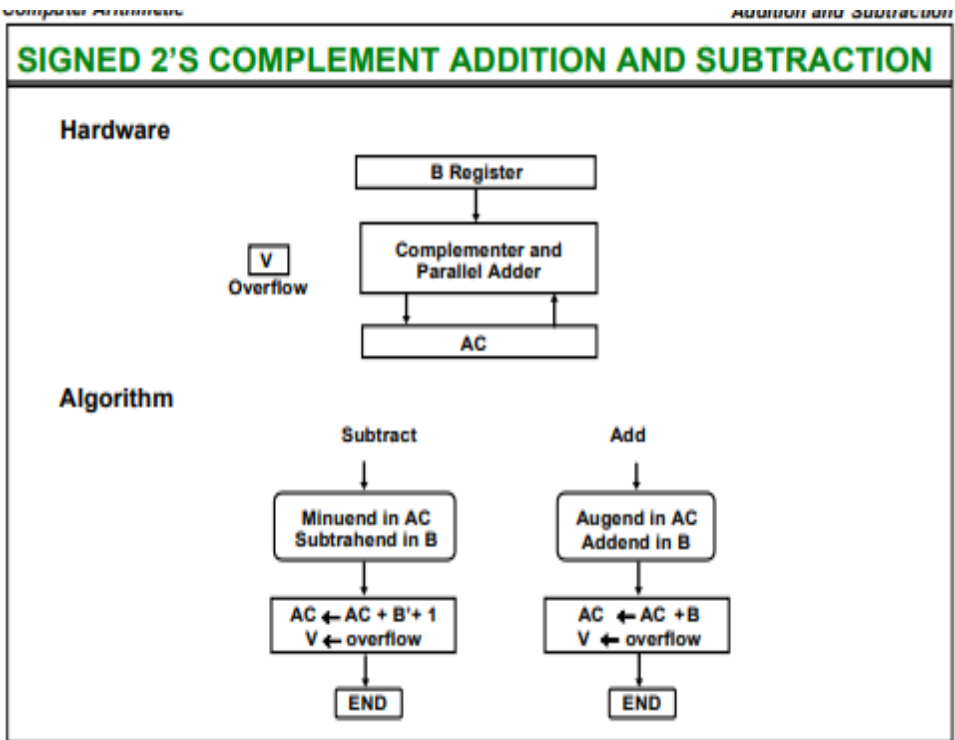 Computer Arithmetic
Addition and Subtraction
SIGNED 2'S COMPLEMENT ADDITION AND SUBTRACTION
Hardware
B Register
V
Overflow
Complementer and
Parallel Adder
AC
Algorithm
Subtract
Add
Minuend in AC
Subtrahend in B
Augend in AC
Addend in B
AC ← AC + B'+ 1
V ← overflow
AC ← AC +B
V ← overflow
END
END